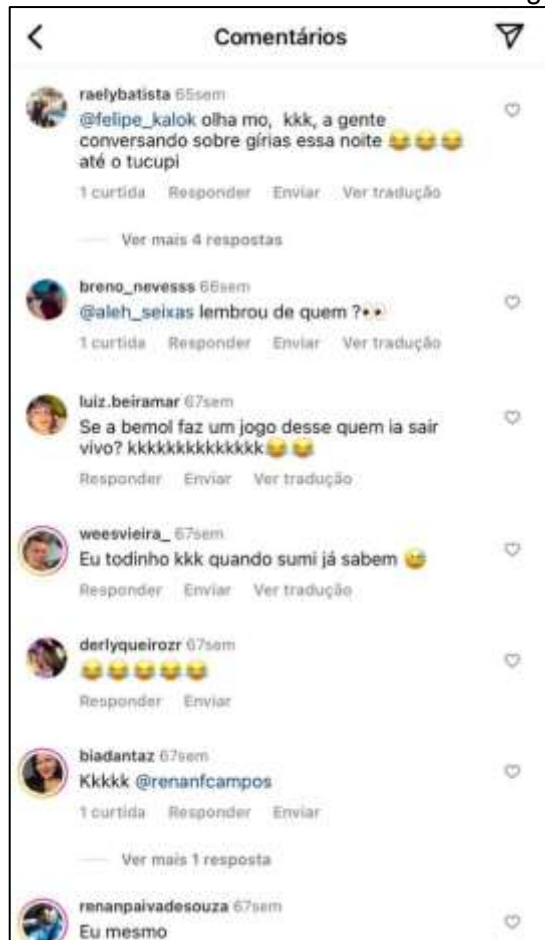 Comentários
raelybatista 65sem
@felipe_kalok olha mo, kkk, a gente
conversando sobre gírias essa noite 😂😂😂
até o tucupi
1 curtida Responder Enviar Ver tradução
Ver mais 4 respostas
breno_nevesss 66sem
@aleh_seixas lembrou de quem ?👀
1 curtida Responder Enviar Ver tradução
luiz.beiramar 67sem
Se a bemol faz um jogo desse quem ia sair
vivo? kkkkkkkkkkkkkk😂😂
Responder Enviar Ver tradução
weesvieira_ 67sem
Eu todinho kkk quando sumi já sabem 😅
Responder Enviar Ver tradução
derlyqueirozr 67sem
😂😂😂😂😂
Responder Enviar
biadantaz 67sem
Kkkkk @renanfcampos
1 curtida Responder Enviar
Ver mais 1 resposta
renanpaivadesouza 67sem
Eu mesmo